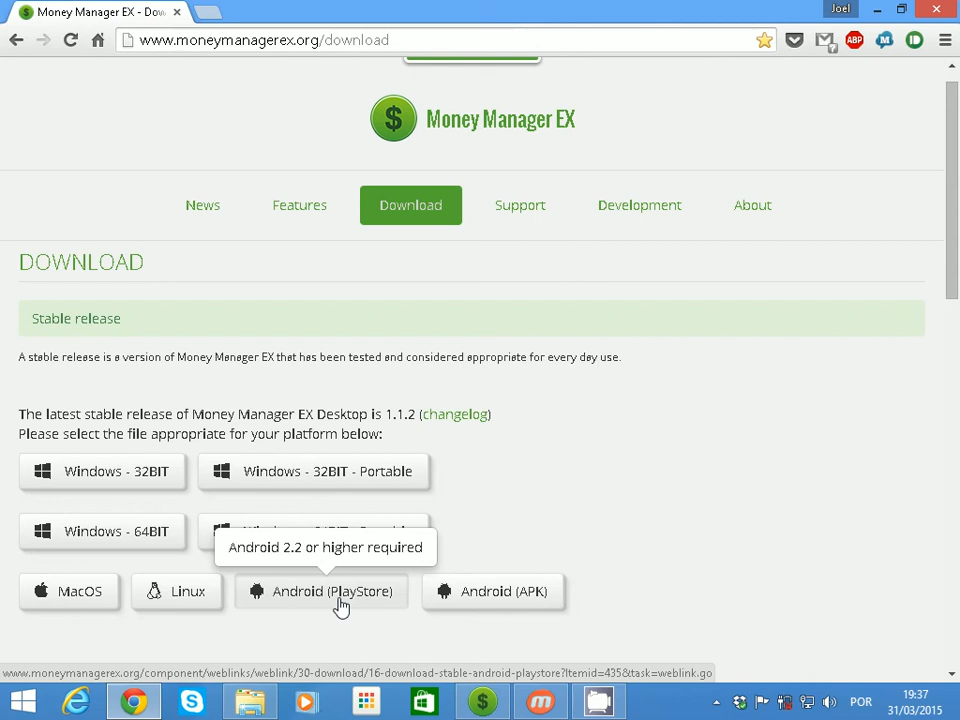 Money Manager EX - Dow
Joel
www.moneymanagerex.org/download
ABP
Money Manager EX
News
Features
Download
Support
Development
About
DOWNLOAD
Stable release
A stable release is a version of Money Manager EX that has been tested and considered appropriate for every day use.
The latest stable release of Money Manager EX Desktop is 1.1.2 (changelog)
Please select the file appropriate for your platform below:
Windows - 32BIT
Windows - 32BIT - Portable
Windows - 64BIT
Android 2.2 or higher required
MacOS
Linux
Android (PlayStore)
Android (APK)
www.moneymanagerex.org/component/weblinks/weblink/30-download/16-download-stable-android-playstore?Itemid=435&task=weblink.go
POR
19:37
31/03/2015